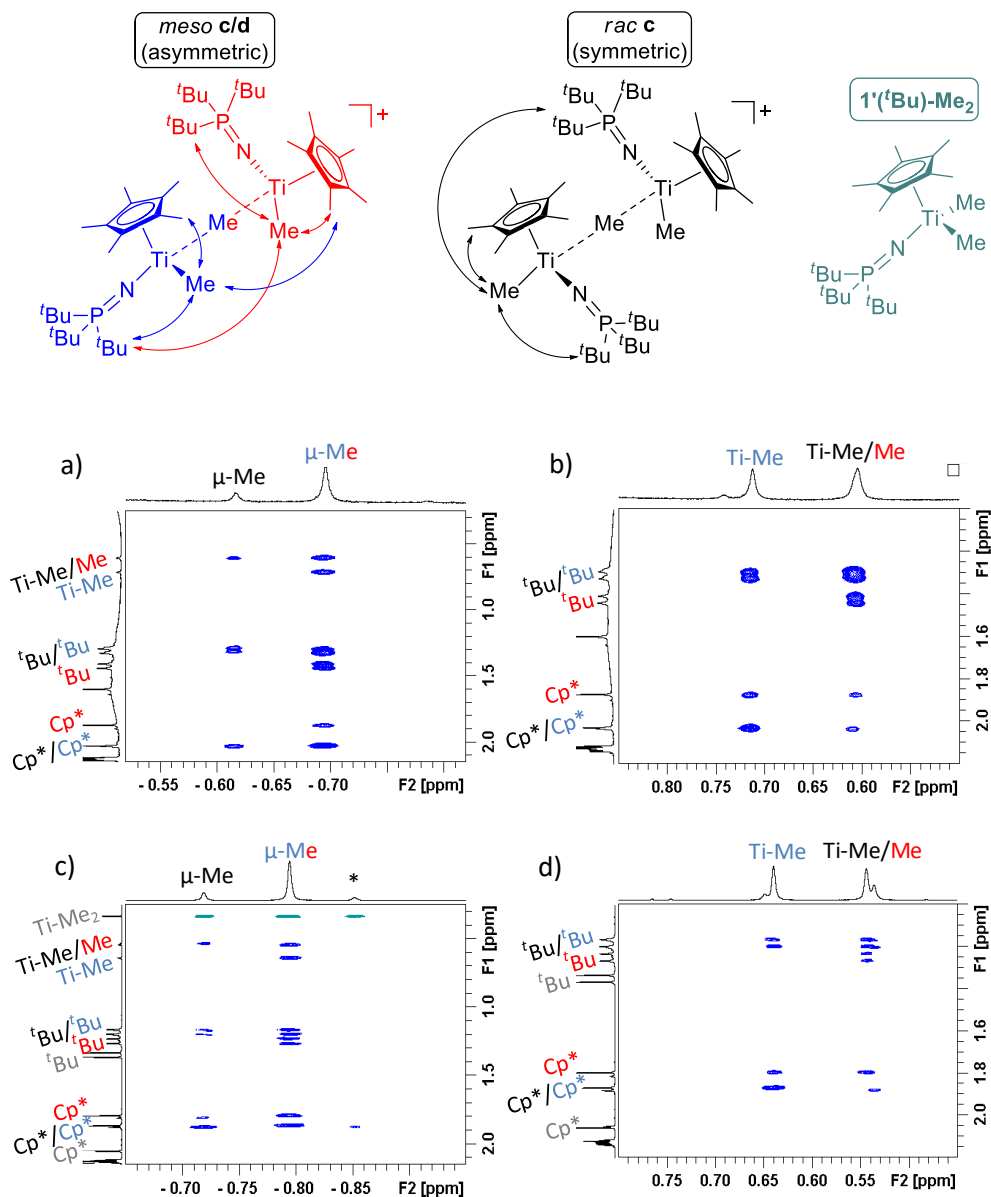 meso c/d
(asymmetric)
rac c
(symmetric)
1'(ᵗBu)-Me₂
ᵗBu
ᵗBu
ᵗBu
P
N
Ti
Me
Me
Ti
Me
N
P
ᵗBu
ᵗBu
ᵗBu
+
ᵗBu
ᵗBu
ᵗBu
P
N
Ti
Me
Me
Ti
Me
N
P
ᵗBu
ᵗBu
ᵗBu
+
Ti
Me
Me
N
P
ᵗBu
ᵗBu
ᵗBu
a)
μ-Me
μ-Me
Ti-Me/Me
Ti-Me
ᵗBu/ᵗBu
ᵗBu
Cp*
Cp*/Cp*
F1 [ppm]
1.0
1.5
2.0
- 0.55
- 0.60
- 0.65
- 0.70
F2 [ppm]
b)
Ti-Me
Ti-Me/Me
ᵗBu/ᵗBu
ᵗBu
Cp*
Cp*/Cp*
F1 [ppm]
1.6
1.8
2.0
0.80
0.75
0.70
0.65
0.60
F2 [ppm]
c)
μ-Me
μ-Me
*
Ti-Me₂
Ti-Me/Me
Ti-Me
ᵗBu/ᵗBu
ᵗBu
ᵗBu
Cp*
Cp*/Cp*
Cp*
F1 [ppm]
1.0
1.5
2.0
- 0.70
- 0.75
- 0.80
- 0.85
F2 [ppm]
d)
Ti-Me
Ti-Me/Me
ᵗBu/ᵗBu
ᵗBu
ᵗBu
Cp*
Cp*/Cp*
Cp*
F1 [ppm]
1.6
1.8
2.0
0.75
0.65
0.55
F2 [ppm]